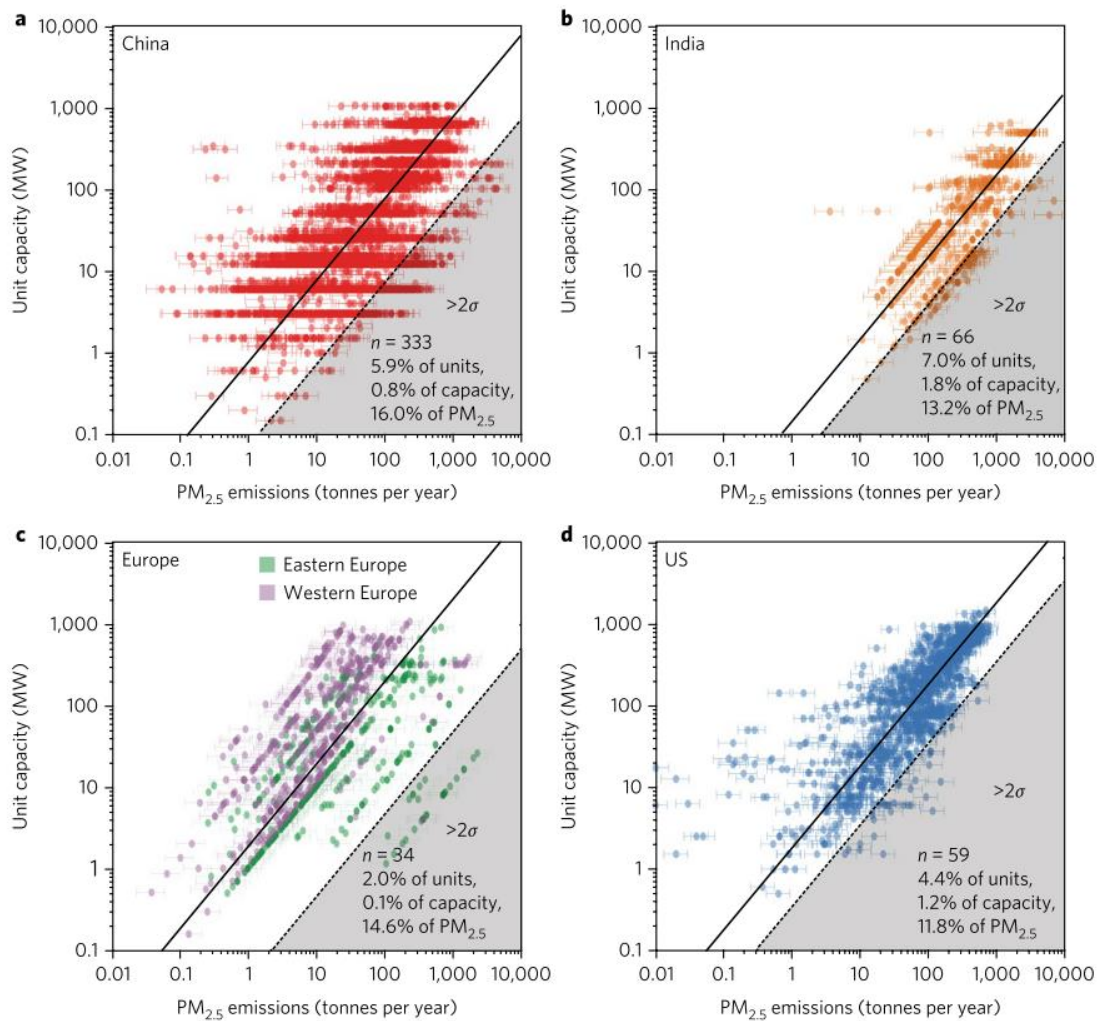 a
China
10,000
1,000
100
10
1
0.1
Unit capacity (MW)
>2σ
n = 333
5.9% of units,
0.8% of capacity,
16.0% of PM2.5
0.01 0.1 1 10 100 1,000 10,000
PM2.5 emissions (tonnes per year)
b
India
10,000
1,000
100
10
1
0.1
Unit capacity (MW)
>2σ
n = 66
7.0% of units,
1.8% of capacity,
13.2% of PM2.5
0.01 0.1 1 10 100 1,000 10,000
PM2.5 emissions (tonnes per year)
c
Europe
Eastern Europe
Western Europe
10,000
1,000
100
10
1
0.1
Unit capacity (MW)
>2σ
n = 34
2.0% of units,
0.1% of capacity,
14.6% of PM2.5
0.01 0.1 1 10 100 1,000 10,000
PM2.5 emissions (tonnes per year)
d
US
10,000
1,000
100
10
1
0.1
Unit capacity (MW)
>2σ
n = 59
4.4% of units,
1.2% of capacity,
11.8% of PM2.5
0.01 0.1 1 10 100 1,000 10,000
PM2.5 emissions (tonnes per year)